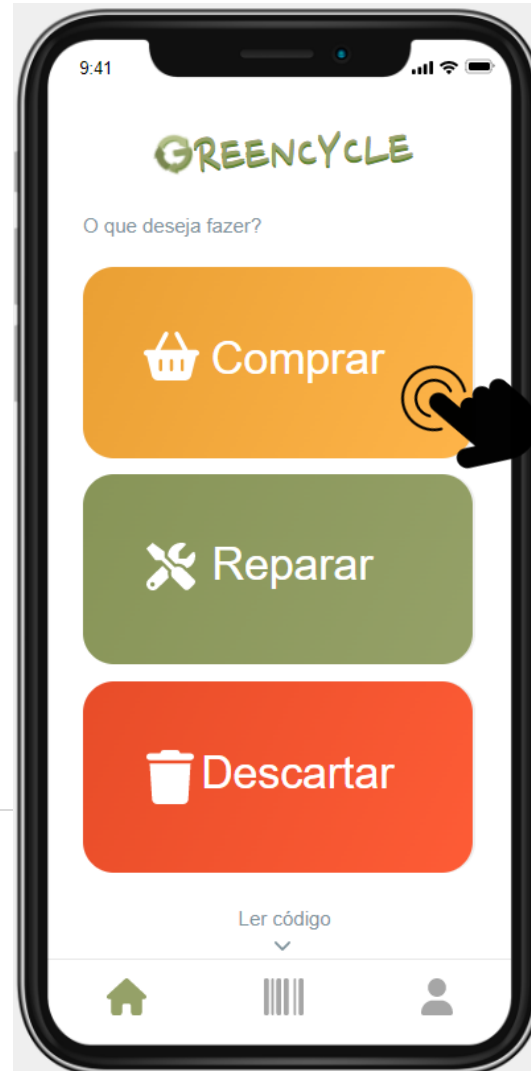 9:41
GREENCYCLE
O que deseja fazer?
Comprar
Reparar
Descartar
Ler código